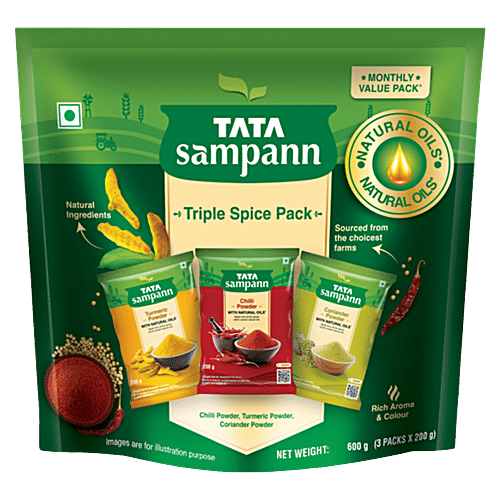 MONTHLY
VALUE PACK*
TATA
sampann
NATURAL OILS*
NATURAL OILS*
Natural
Ingredients
Triple Spice Pack
Sourced from
the choicest
farms
TATA
sampann
Turmeric
Powder
WITH NATURAL OILS*
TATA
sampann
Chilli
Powder
WITH NATURAL OILS*
200 g
TATA
sampann
Coriander
Powder
WITH NATURAL OILS*
Rich Aroma
& Colour
Chilli Powder, Turmeric Powder,
Coriander Powder
Images are for illustration purpose
NET WEIGHT: 600 g (3 PACKS X 200 g)